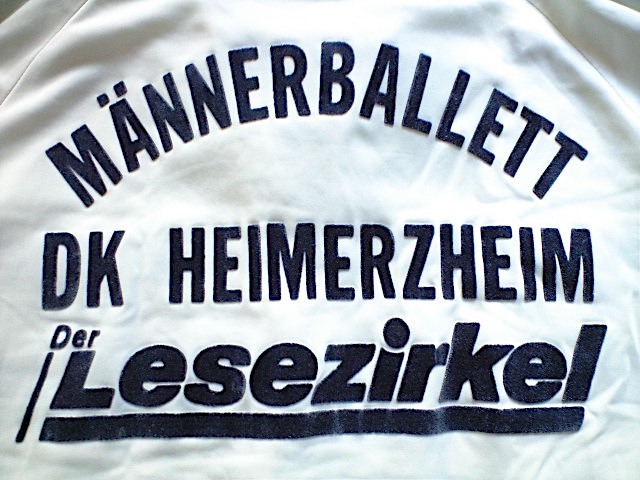 MÄNNERBALLETT
DK HEIMERZHEIM
Der
Lesezirkel